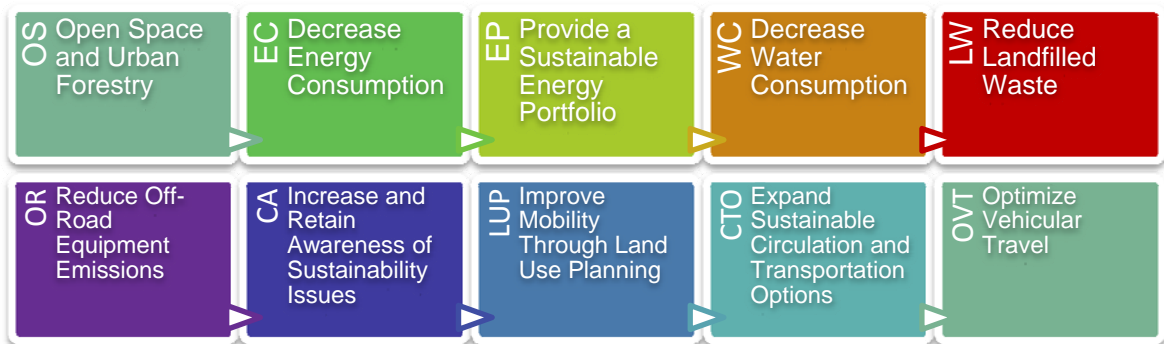 OS
Open Space
and Urban
Forestry
EC
Decrease
Energy
Consumption
EP
Provide a
Sustainable
Energy
Portfolio
WC
Decrease
Water
Consumption
LW
Reduce
Landfilled
Waste
OR
Reduce Off-
Road
Equipment
Emissions
CA
Increase and
Retain
Awareness of
Sustainability
Issues
LUP
Improve
Mobility
Through Land
Use Planning
CTO
Expand
Sustainable
Circulation and
Transportation
Options
OVT
Optimize
Vehicular
Travel